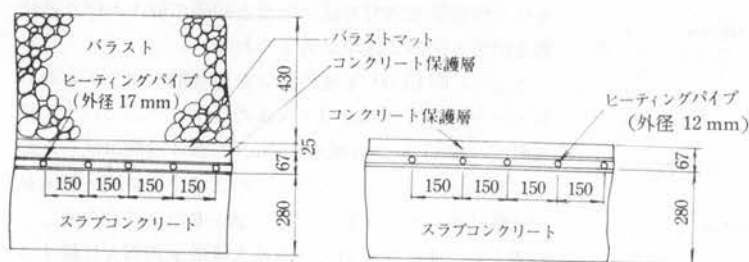 バラスト
ヒーティングパイプ
(外径 17 mm)
バラストマット
コンクリート保護層
430
25
67
280
150 150 150 150
スラブコンクリート
コンクリート保護層
ヒーティングパイプ
(外径 12 mm)
67
280
150 150 150 150
スラブコンクリート